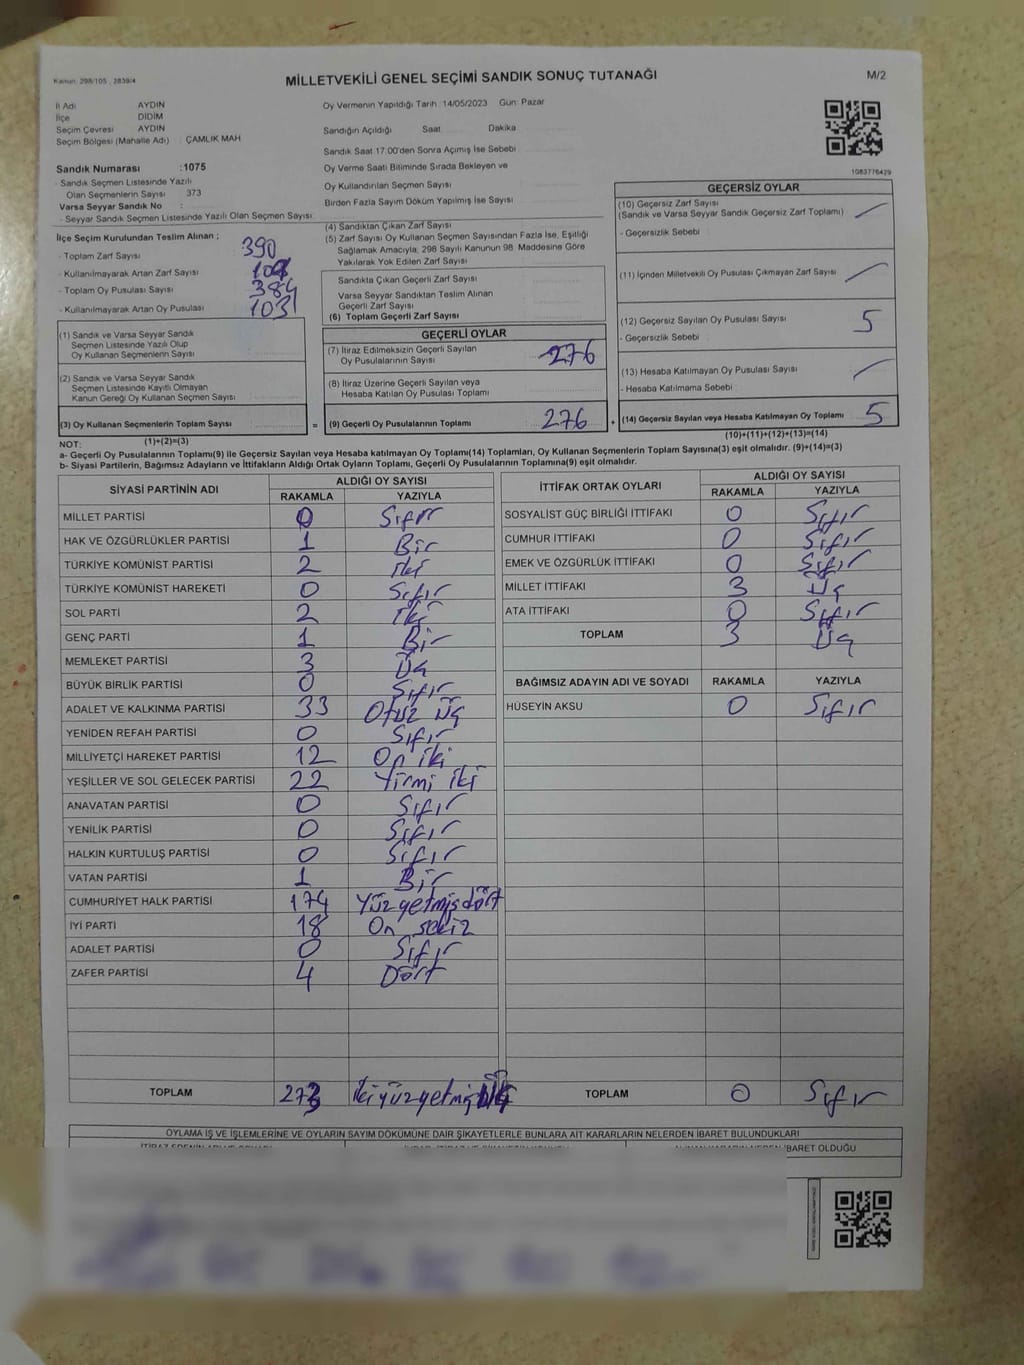 Kanun: 298/105 , 2839/4
MİLLETVEKİLİ GENEL SEÇİMİ SANDIK SONUÇ TUTANAĞI
M/2
İl Adı AYDIN
İlçe DİDİM
Seçim Çevresi AYDIN
Seçim Bölgesi (Mahalle Adı) : ÇAMLIK MAH
Sandık Numarası :1075
- Sandık Seçmen Listesinde Yazılı
Olan Seçmenlerin Sayısı 373
Varsa Seyyar Sandık No :
- Seyyar Sandık Seçmen Listesinde Yazılı Olan Seçmen Sayısı
Oy Vermenin Yapıldığı Tarih :14/05/2023 Gün: Pazar
Sandığın Açıldığı Saat Dakika
Sandık Saat 17:00'den Sonra Açımış İse Sebebi
Oy Verme Saati Bitiminde Sırada Bekleyen ve
Oy Kullandırılan Seçmen Sayısı
Birden Fazla Sayım Döküm Yapılmış İse Sayısı
1083776429
İlçe Seçim Kurulundan Teslim Alınan ;
- Toplam Zarf Sayısı 390
- Kullanılmayarak Artan Zarf Sayısı
- Toplam Oy Pusulası Sayısı 384
- Kullanılmayarak Artan Oy Pusulası 103
(1) Sandık ve Varsa Seyyar Sandık
Seçmen Listesinde Yazılı Olup
Oy Kullanan Seçmenlerin Sayısı
(2) Sandık ve Varsa Seyyar Sandık
Seçmen Listesinde Kayıtlı Olmayan
Kanun Gereği Oy Kullanan Seçmen Sayısı
(3) Oy Kullanan Seçmenlerin Toplam Sayısı
(4) Sandıktan Çıkan Zarf Sayısı
(5) Zarf Sayısı Oy Kullanan Seçmen Sayısından Fazla İse, Eşitliği
Sağlamak Amacıyla; 298 Sayılı Kanunun 98. Maddesine Göre
Yakılarak Yok Edilen Zarf Sayısı
Sandıkta Çıkan Geçerli Zarf Sayısı
Varsa Seyyar Sandıktan Teslim Alınan
Geçerli Zarf Sayısı
(6) Toplam Geçerli Zarf Sayısı
GEÇERLİ OYLAR
(7) İtiraz Edilmeksizin Geçerli Sayılan
Oy Pusulalarının Sayısı 276
(8) İtiraz Üzerine Geçerli Sayılan veya
Hesaba Katılan Oy Pusulası Toplamı
= (9) Geçerli Oy Pusulalarının Toplamı 276
GEÇERSİZ OYLAR
(10) Geçersiz Zarf Sayısı
(Sandık ve Varsa Seyyar Sandık Geçersiz Zarf Toplamı) —
- Geçersizlik Sebebi :
(11) İçinden Milletvekili Oy Pusulası Çıkmayan Zarf Sayısı —
(12) Geçersiz Sayılan Oy Pusulası Sayısı 5
- Geçersizlik Sebebi :
(13) Hesaba Katılmayan Oy Pusulası Sayısı —
- Hesaba Katılmama Sebebi :
+ (14) Geçersiz Sayılan veya Hesaba Katılmayan Oy Toplamı 5
NOT: (1)+(2)=(3) (10)+(11)+(12)+(13)=(14)
a- Geçerli Oy Pusulalarının Toplamı(9) ile Geçersiz Sayılan veya Hesaba katılmayan Oy Toplamı(14) Toplamları, Oy Kullanan Seçmenlerin Toplam Sayısına(3) eşit olmalıdır. (9)+(14)=(3)
b- Siyasi Partilerin, Bağımsız Adayların ve İttifakların Aldığı Ortak Oyların Toplamı, Geçerli Oy Pusulalarının Toplamına(9) eşit olmalıdır.
SİYASİ PARTİNİN ADI ALDIĞI OY SAYISI
RAKAMLA YAZIYLA
MİLLET PARTİSİ 0 Sıfır
HAK VE ÖZGÜRLÜKLER PARTİSİ 1 Bir
TÜRKİYE KOMÜNİST PARTİSİ 2 iki
TÜRKİYE KOMÜNİST HAREKETİ 0 Sıfır
SOL PARTİ 2 iki
GENÇ PARTİ 1 Bir
MEMLEKET PARTİSİ 3 Üç
BÜYÜK BİRLİK PARTİSİ 0 Sıfır
ADALET VE KALKINMA PARTİSİ 33 Otuz üç
YENİDEN REFAH PARTİSİ 0 Sıfır
MİLLİYETÇİ HAREKET PARTİSİ 12 On iki
YEŞİLLER VE SOL GELECEK PARTİSİ 22 Yirmi iki
ANAVATAN PARTİSİ 0 Sıfır
YENİLİK PARTİSİ 0 Sıfır
HALKIN KURTULUŞ PARTİSİ 0 Sıfır
VATAN PARTİSİ 1 Bir
CUMHURİYET HALK PARTİSİ 174 Yüz yetmiş dört
İYİ PARTİ 18 On sekiz
ADALET PARTİSİ 0 Sıfır
ZAFER PARTİSİ 4 Dört
TOPLAM 273 İki yüz yetmiş üç
İTTİFAK ORTAK OYLARI ALDIĞI OY SAYISI
RAKAMLA YAZIYLA
SOSYALİST GÜÇ BİRLİĞİ İTTİFAKI 0 Sıfır
CUMHUR İTTİFAKI 0 Sıfır
EMEK VE ÖZGÜRLÜK İTTİFAKI 0 Sıfır
MİLLET İTTİFAKI 3 Üç
ATA İTTİFAKI 0 Sıfır
TOPLAM 3 Üç
BAĞIMSIZ ADAYIN ADI VE SOYADI RAKAMLA YAZIYLA
HÜSEYİN AKSU 0 Sıfır
TOPLAM 0 Sıfır
OYLAMA İŞ VE İŞLEMLERİNE VE OYLARIN SAYIM DÖKÜMÜNE DAİR ŞİKAYETLERLE BUNLARA AİT KARARLARIN NELERDEN İBARET BULUNDUKLARI
İBARET OLDUĞU